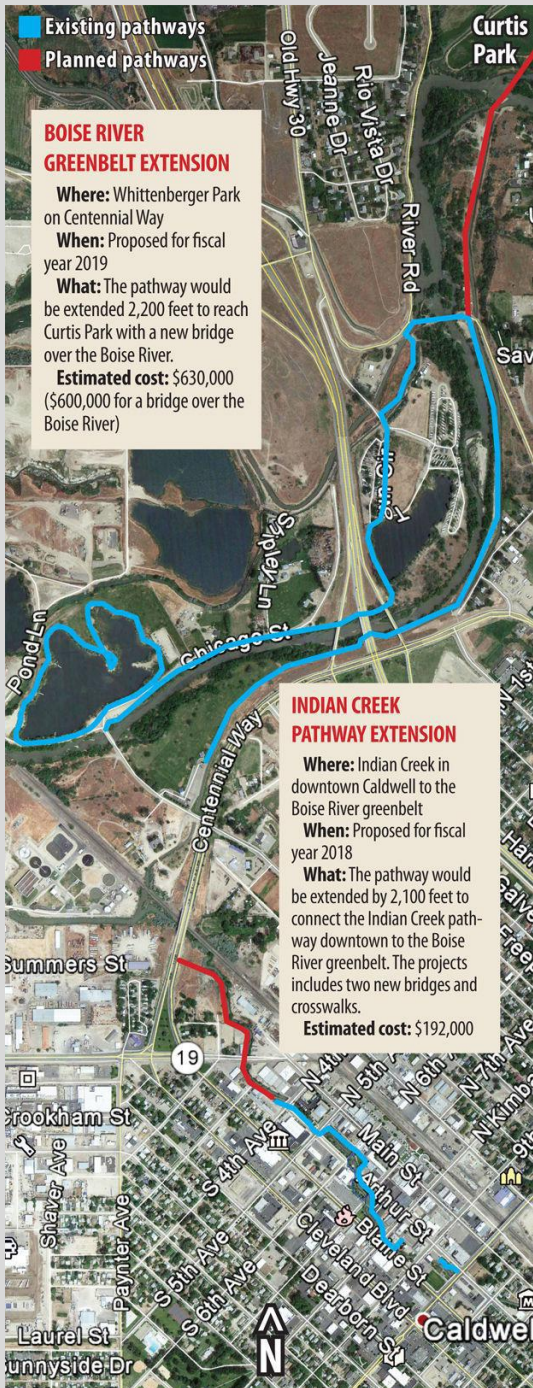 Existing pathways
Planned pathways
Curtis
Park
Old Hwy 30
Jeanne Dr
Rio Vista Dr
River Rd
BOISE RIVER
GREENBELT EXTENSION
Where: Whittenberger Park
on Centennial Way
When: Proposed for fiscal
year 2019
What: The pathway would
be extended 2,200 feet to reach
Curtis Park with a new bridge
over the Boise River.
Estimated cost: $630,000
($600,000 for a bridge over the
Boise River)
Sav
Shipley Ln
Chicago St
Pond Ln
Centennial Way
N 1st
INDIAN CREEK
PATHWAY EXTENSION
Where: Indian Creek in
downtown Caldwell to the
Boise River greenbelt
When: Proposed for fiscal
year 2018
What: The pathway would
be extended by 2,100 feet to
connect the Indian Creek path-
way downtown to the Boise
River greenbelt. The projects
includes two new bridges and
crosswalks.
Estimated cost: $192,000
Summers St
19
N 4th
N 5th A
N 6th A
N 7th Ave
N Kimb
9th
Crookham St
Shaver Ave
Paynter Ave
S 4th Ave
S 5th Ave
S 6th Ave
Main St
Arthur St
Blaine St
Cleveland Blvd
Dearborn St
Caldwell
Laurel St
Sunnyside Dr
N